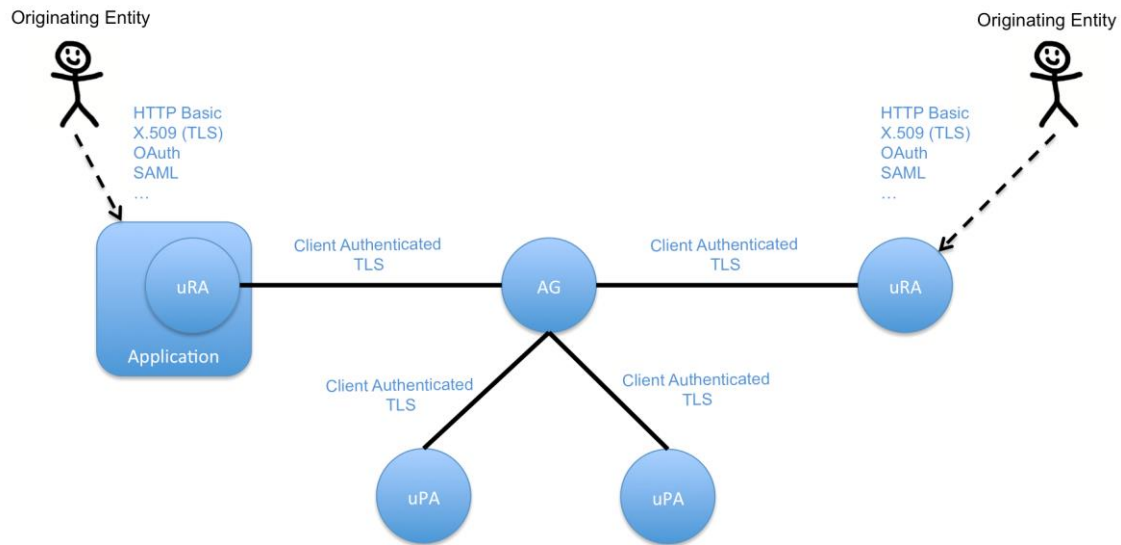 Originating Entity
Originating Entity
HTTP Basic
X.509 (TLS)
OAuth
SAML
…
HTTP Basic
X.509 (TLS)
OAuth
SAML
…
Client Authenticated
TLS
Client Authenticated
TLS
uRA
AG
uRA
Application
Client Authenticated
TLS
Client Authenticated
TLS
uPA
uPA